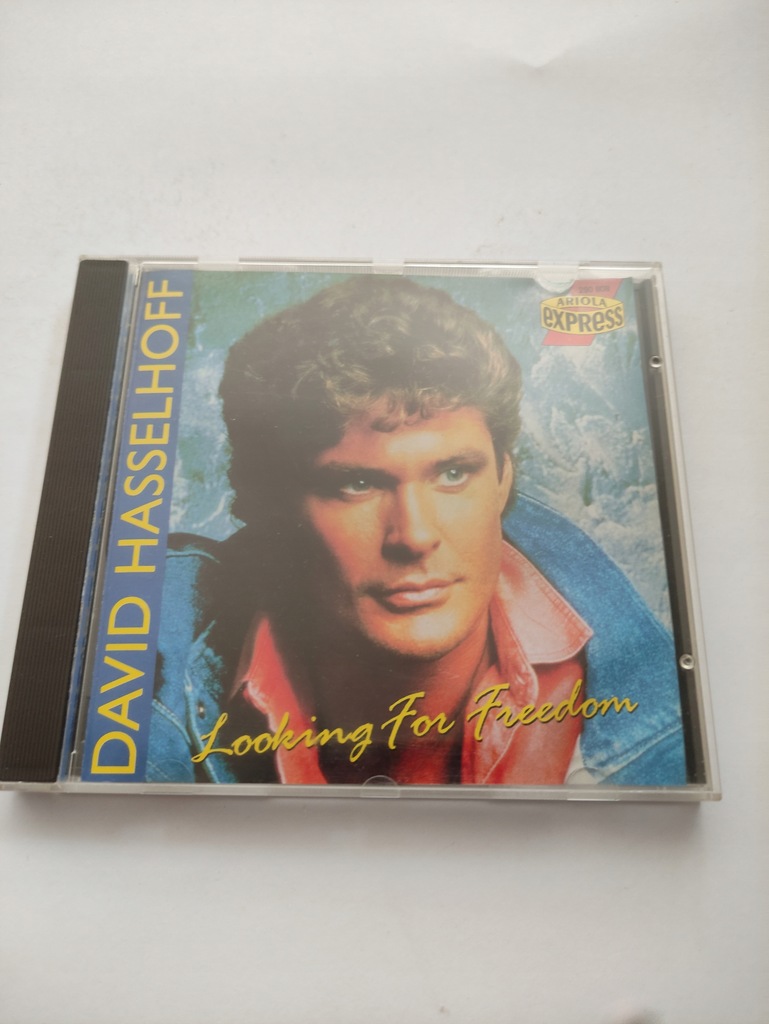 DAVID HASSELHOFF
ARIOLA
eXPRESS
Looking For Freedom